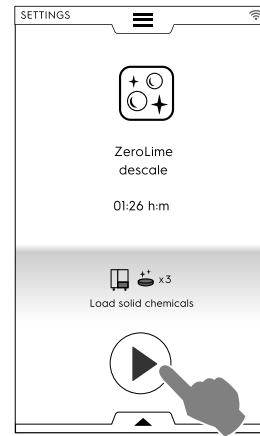 SETTINGS
ZeroLime
descale
01:26 h:m
x3
Load solid chemicals